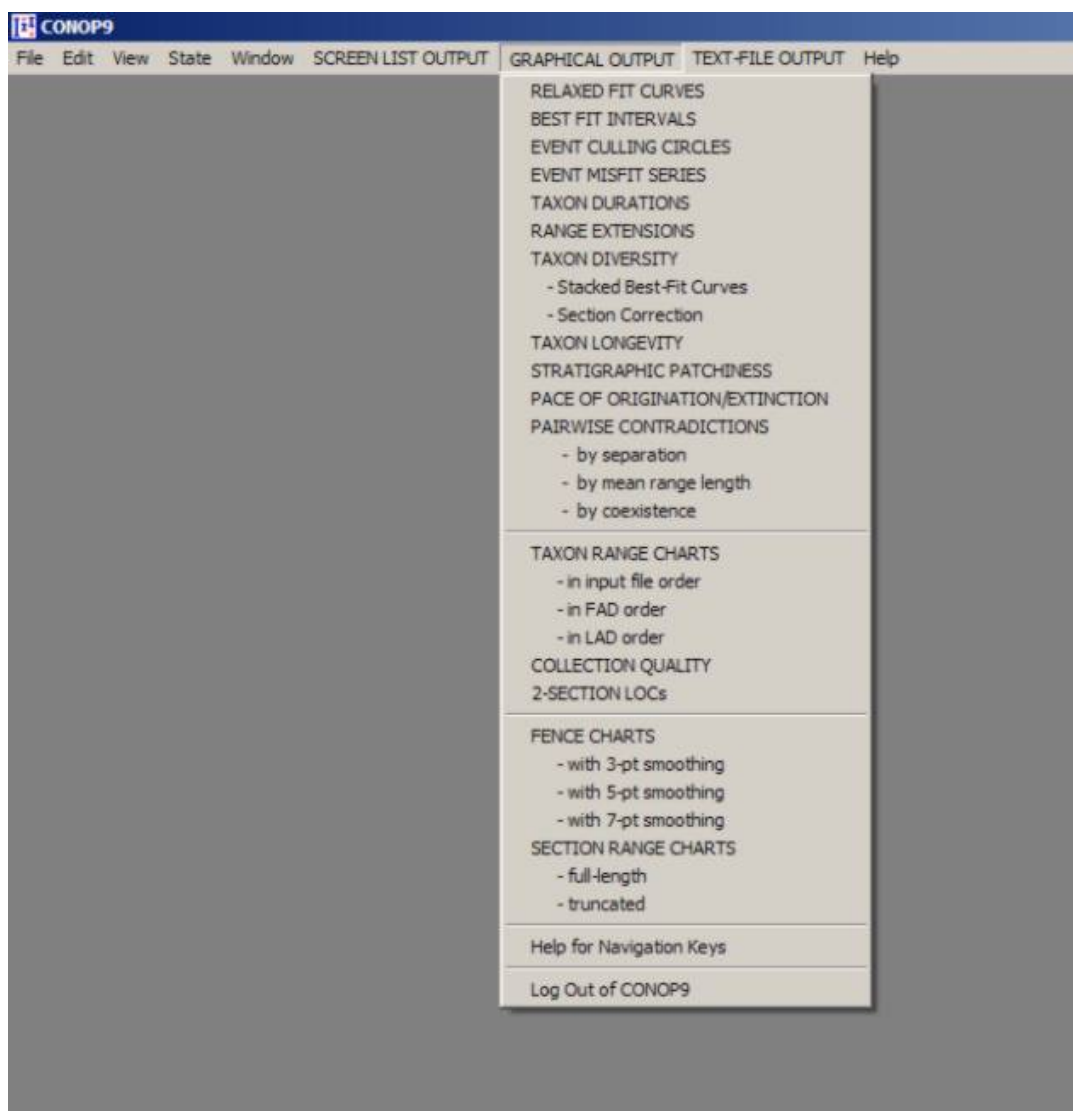 CONOP9
File Edit View State Window SCREEN LIST OUTPUT GRAPHICAL OUTPUT TEXT-FILE OUTPUT Help
RELAXED FIT CURVES
BEST FIT INTERVALS
EVENT CULLING CIRCLES
EVENT MISFIT SERIES
TAXON DURATIONS
RANGE EXTENSIONS
TAXON DIVERSITY
- Stacked Best-Fit Curves
- Section Correction
TAXON LONGEVITY
STRATIGRAPHIC PATCHINESS
PACE OF ORIGINATION/EXTINCTION
PAIRWISE CONTRADICTIONS
- by separation
- by mean range length
- by coexistence
TAXON RANGE CHARTS
- in input file order
- in FAD order
- in LAD order
COLLECTION QUALITY
2-SECTION LOCs
FENCE CHARTS
- with 3-pt smoothing
- with 5-pt smoothing
- with 7-pt smoothing
SECTION RANGE CHARTS
- full-length
- truncated
Help for Navigation Keys
Log Out of CONOP9